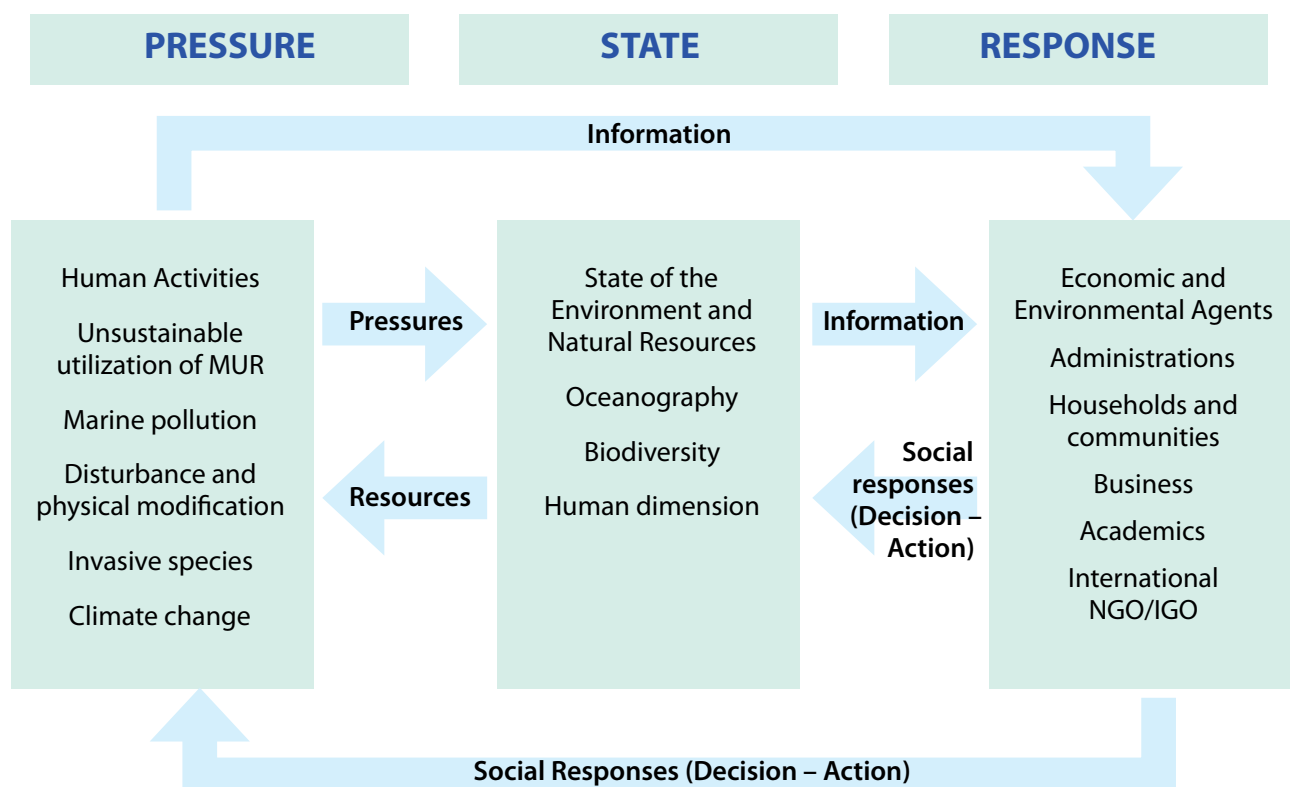 PRESSURE
STATE
RESPONSE
Information
Human Activities
Unsustainable
utilization of MUR
Marine pollution
Disturbance and
physical modification
Invasive species
Climate change
Pressures
Resources
State of the
Environment and
Natural Resources
Oceanography
Biodiversity
Human dimension
Information
Social
responses
(Decision –
Action)
Economic and
Environmental Agents
Administrations
Households and
communities
Business
Academics
International
NGO/IGO
Social Responses (Decision – Action)